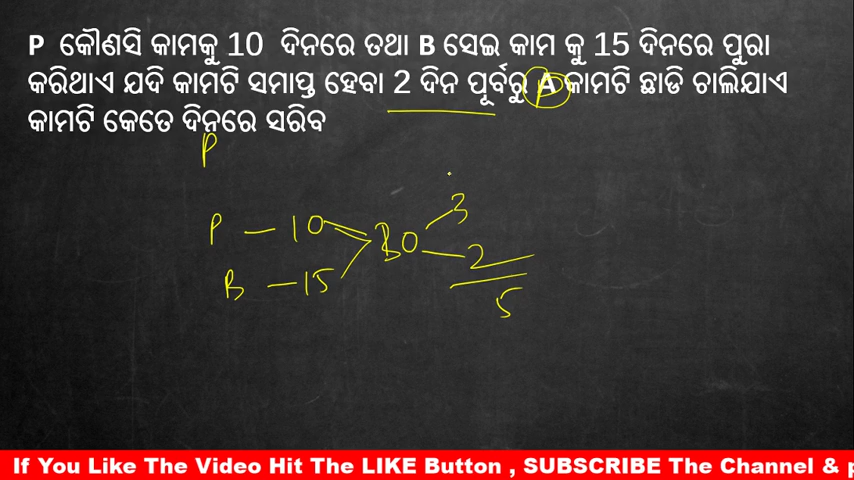 P କୌଣସି କାମକୁ 10 ଦିନରେ ତଥା B ସେଇ କାମ କୁ 15 ଦିନରେ ପୁରା
କରିଥାଏ ଯଦି କାମଟି ସମାପ୍ତ ହେବା 2 ଦିନ ପୂର୍ବରୁ A କାମଟି ଛାଡି ଚାଲିଯାଏ
କାମଟି କେତେ ଦିନରେ ସରିବ
P
3
P — 10
30
2
B — 15
5
If You Like The Video Hit The LIKE Button , SUBSCRIBE The Channel & p